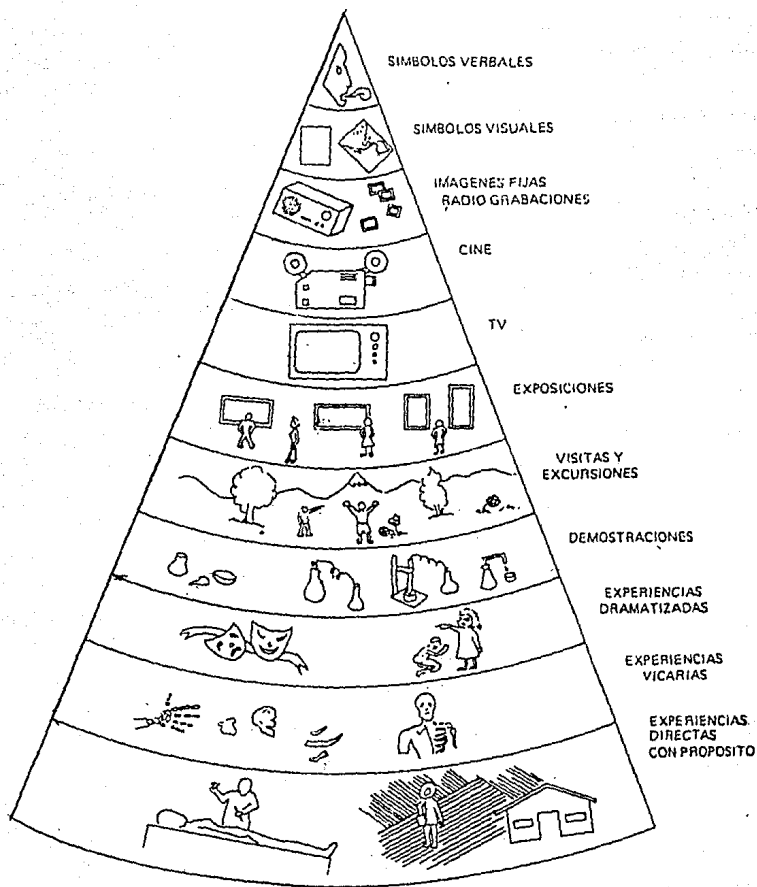 SIMBOLOS VERBALES
SIMBOLOS VISUALES
IMAGENES FIJAS
RADIO GRABACIONES
CINE
TV
EXPOSICIONES
VISITAS Y
EXCURSIONES
DEMOSTRACIONES
EXPERIENCIAS
DRAMATIZADAS
EXPERIENCIAS
VICARIAS
EXPERIENCIAS.
DIRECTAS
CON PROPOSITO